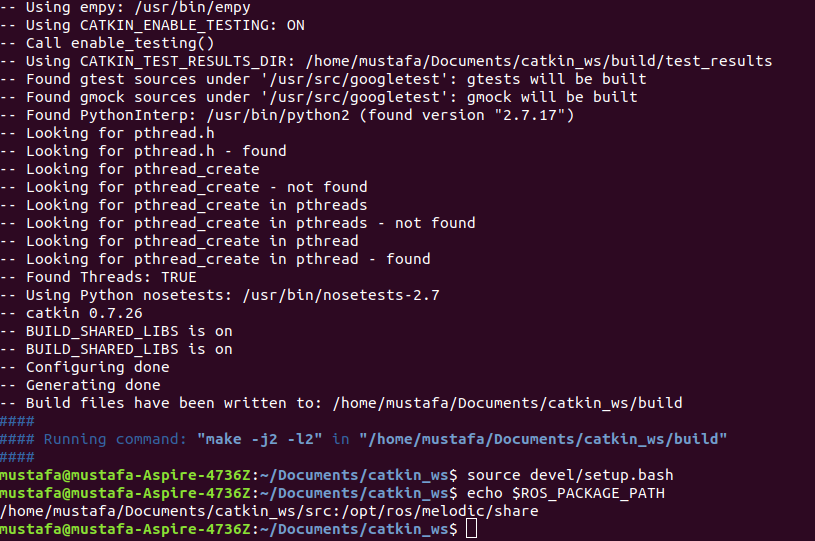 -- Using empy: /usr/bin/empy
-- Using CATKIN_ENABLE_TESTING: ON
-- Call enable_testing()
-- Using CATKIN_TEST_RESULTS_DIR: /home/mustafa/Documents/catkin_ws/build/test_results
-- Found gtest sources under '/usr/src/googletest': gtests will be built
-- Found gmock sources under '/usr/src/googletest': gmock will be built
-- Found PythonInterp: /usr/bin/python2 (found version "2.7.17")
-- Looking for pthread.h
-- Looking for pthread.h - found
-- Looking for pthread_create
-- Looking for pthread_create - not found
-- Looking for pthread_create in pthreads
-- Looking for pthread_create in pthreads - not found
-- Looking for pthread_create in pthread
-- Looking for pthread_create in pthread - found
-- Found Threads: TRUE
-- Using Python nosetests: /usr/bin/nosetests-2.7
-- catkin 0.7.26
-- BUILD_SHARED_LIBS is on
-- BUILD_SHARED_LIBS is on
-- Configuring done
-- Generating done
-- Build files have been written to: /home/mustafa/Documents/catkin_ws/build
####
#### Running command: "make -j2 -l2" in "/home/mustafa/Documents/catkin_ws/build"
####
mustafa@mustafa-Aspire-4736Z:~/Documents/catkin_ws$ source devel/setup.bash
mustafa@mustafa-Aspire-4736Z:~/Documents/catkin_ws$ echo $ROS_PACKAGE_PATH
/home/mustafa/Documents/catkin_ws/src:/opt/ros/melodic/share
mustafa@mustafa-Aspire-4736Z:~/Documents/catkin_ws$